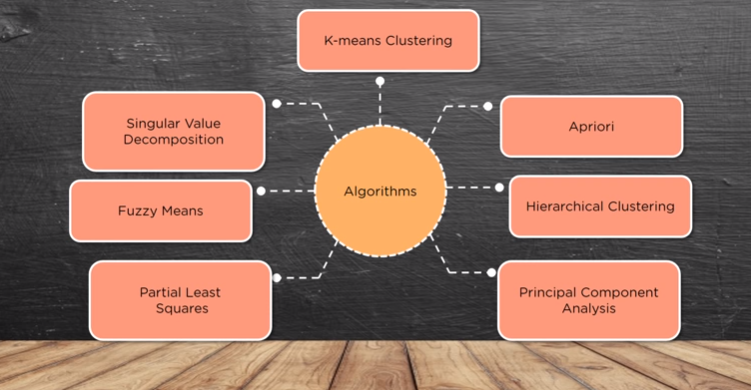 K-means Clustering
Singular Value
Decomposition
Apriori
Algorithms
Fuzzy Means
Hierarchical Clustering
Partial Least
Squares
Principal Component
Analysis